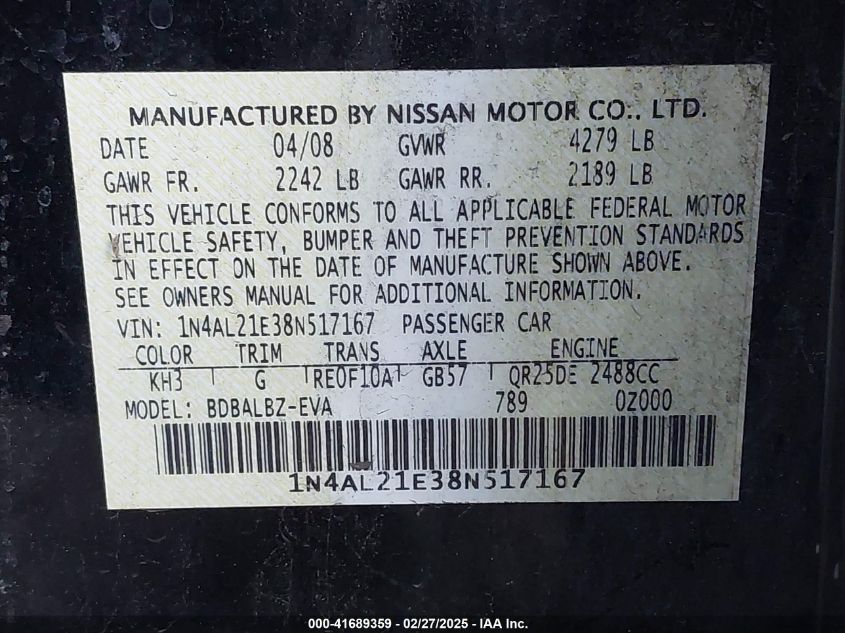 MANUFACTURED BY NISSAN MOTOR CO., LTD.
DATE 04/08 GVWR 4279 LB
GAWR FR. 2242 LB GAWR RR. 2189 LB
THIS VEHICLE CONFORMS TO ALL APPLICABLE FEDERAL MOTOR
VEHICLE SAFETY, BUMPER AND THEFT PREVENTION STANDARDS
IN EFFECT ON THE DATE OF MANUFACTURE SHOWN ABOVE.
SEE OWNERS MANUAL FOR ADDITIONAL INFORMATION.
VIN: 1N4AL21E38N517167 PASSENGER CAR
COLOR TRIM TRANS AXLE ENGINE
KH3 G RE0F10A GB57 QR25DE 2488CC
MODEL: BDBALBZ-EVA 789 0Z000
1N4AL21E38N517167
000-41689359 - 02/27/2025 - IAA Inc.